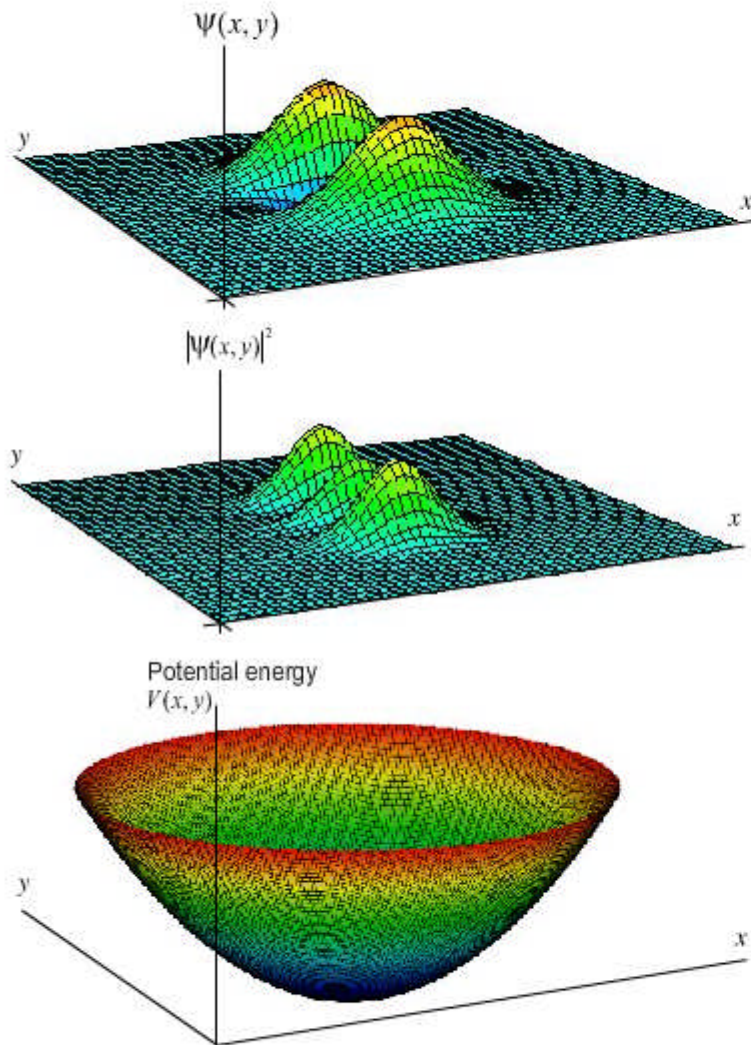 Ψ(x, y)
y
x
|Ψ(x, y)|²
y
x
Potential energy
V(x, y)
y
x